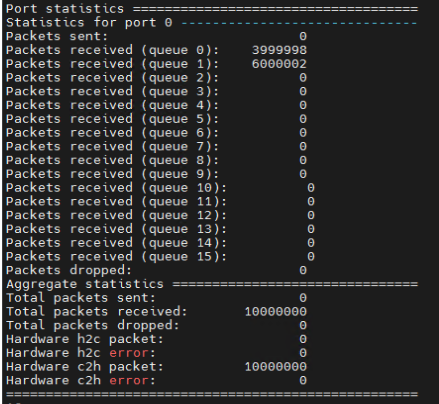 Port statistics ====================================
Statistics for port 0 ------------------------------
Packets sent:                        0
Packets received (queue 0):    3999998
Packets received (queue 1):    6000002
Packets received (queue 2):          0
Packets received (queue 3):          0
Packets received (queue 4):          0
Packets received (queue 5):          0
Packets received (queue 6):          0
Packets received (queue 7):          0
Packets received (queue 8):          0
Packets received (queue 9):          0
Packets received (queue 10):          0
Packets received (queue 11):          0
Packets received (queue 12):          0
Packets received (queue 13):          0
Packets received (queue 14):          0
Packets received (queue 15):          0
Packets dropped:                     0
Aggregate statistics ===============================
Total packets sent:                  0
Total packets received:       10000000
Total packets dropped:               0
Hardware h2c packet:                 0
Hardware h2c error:                  0
Hardware c2h packet:          10000000
Hardware c2h error:                  0
====================================================